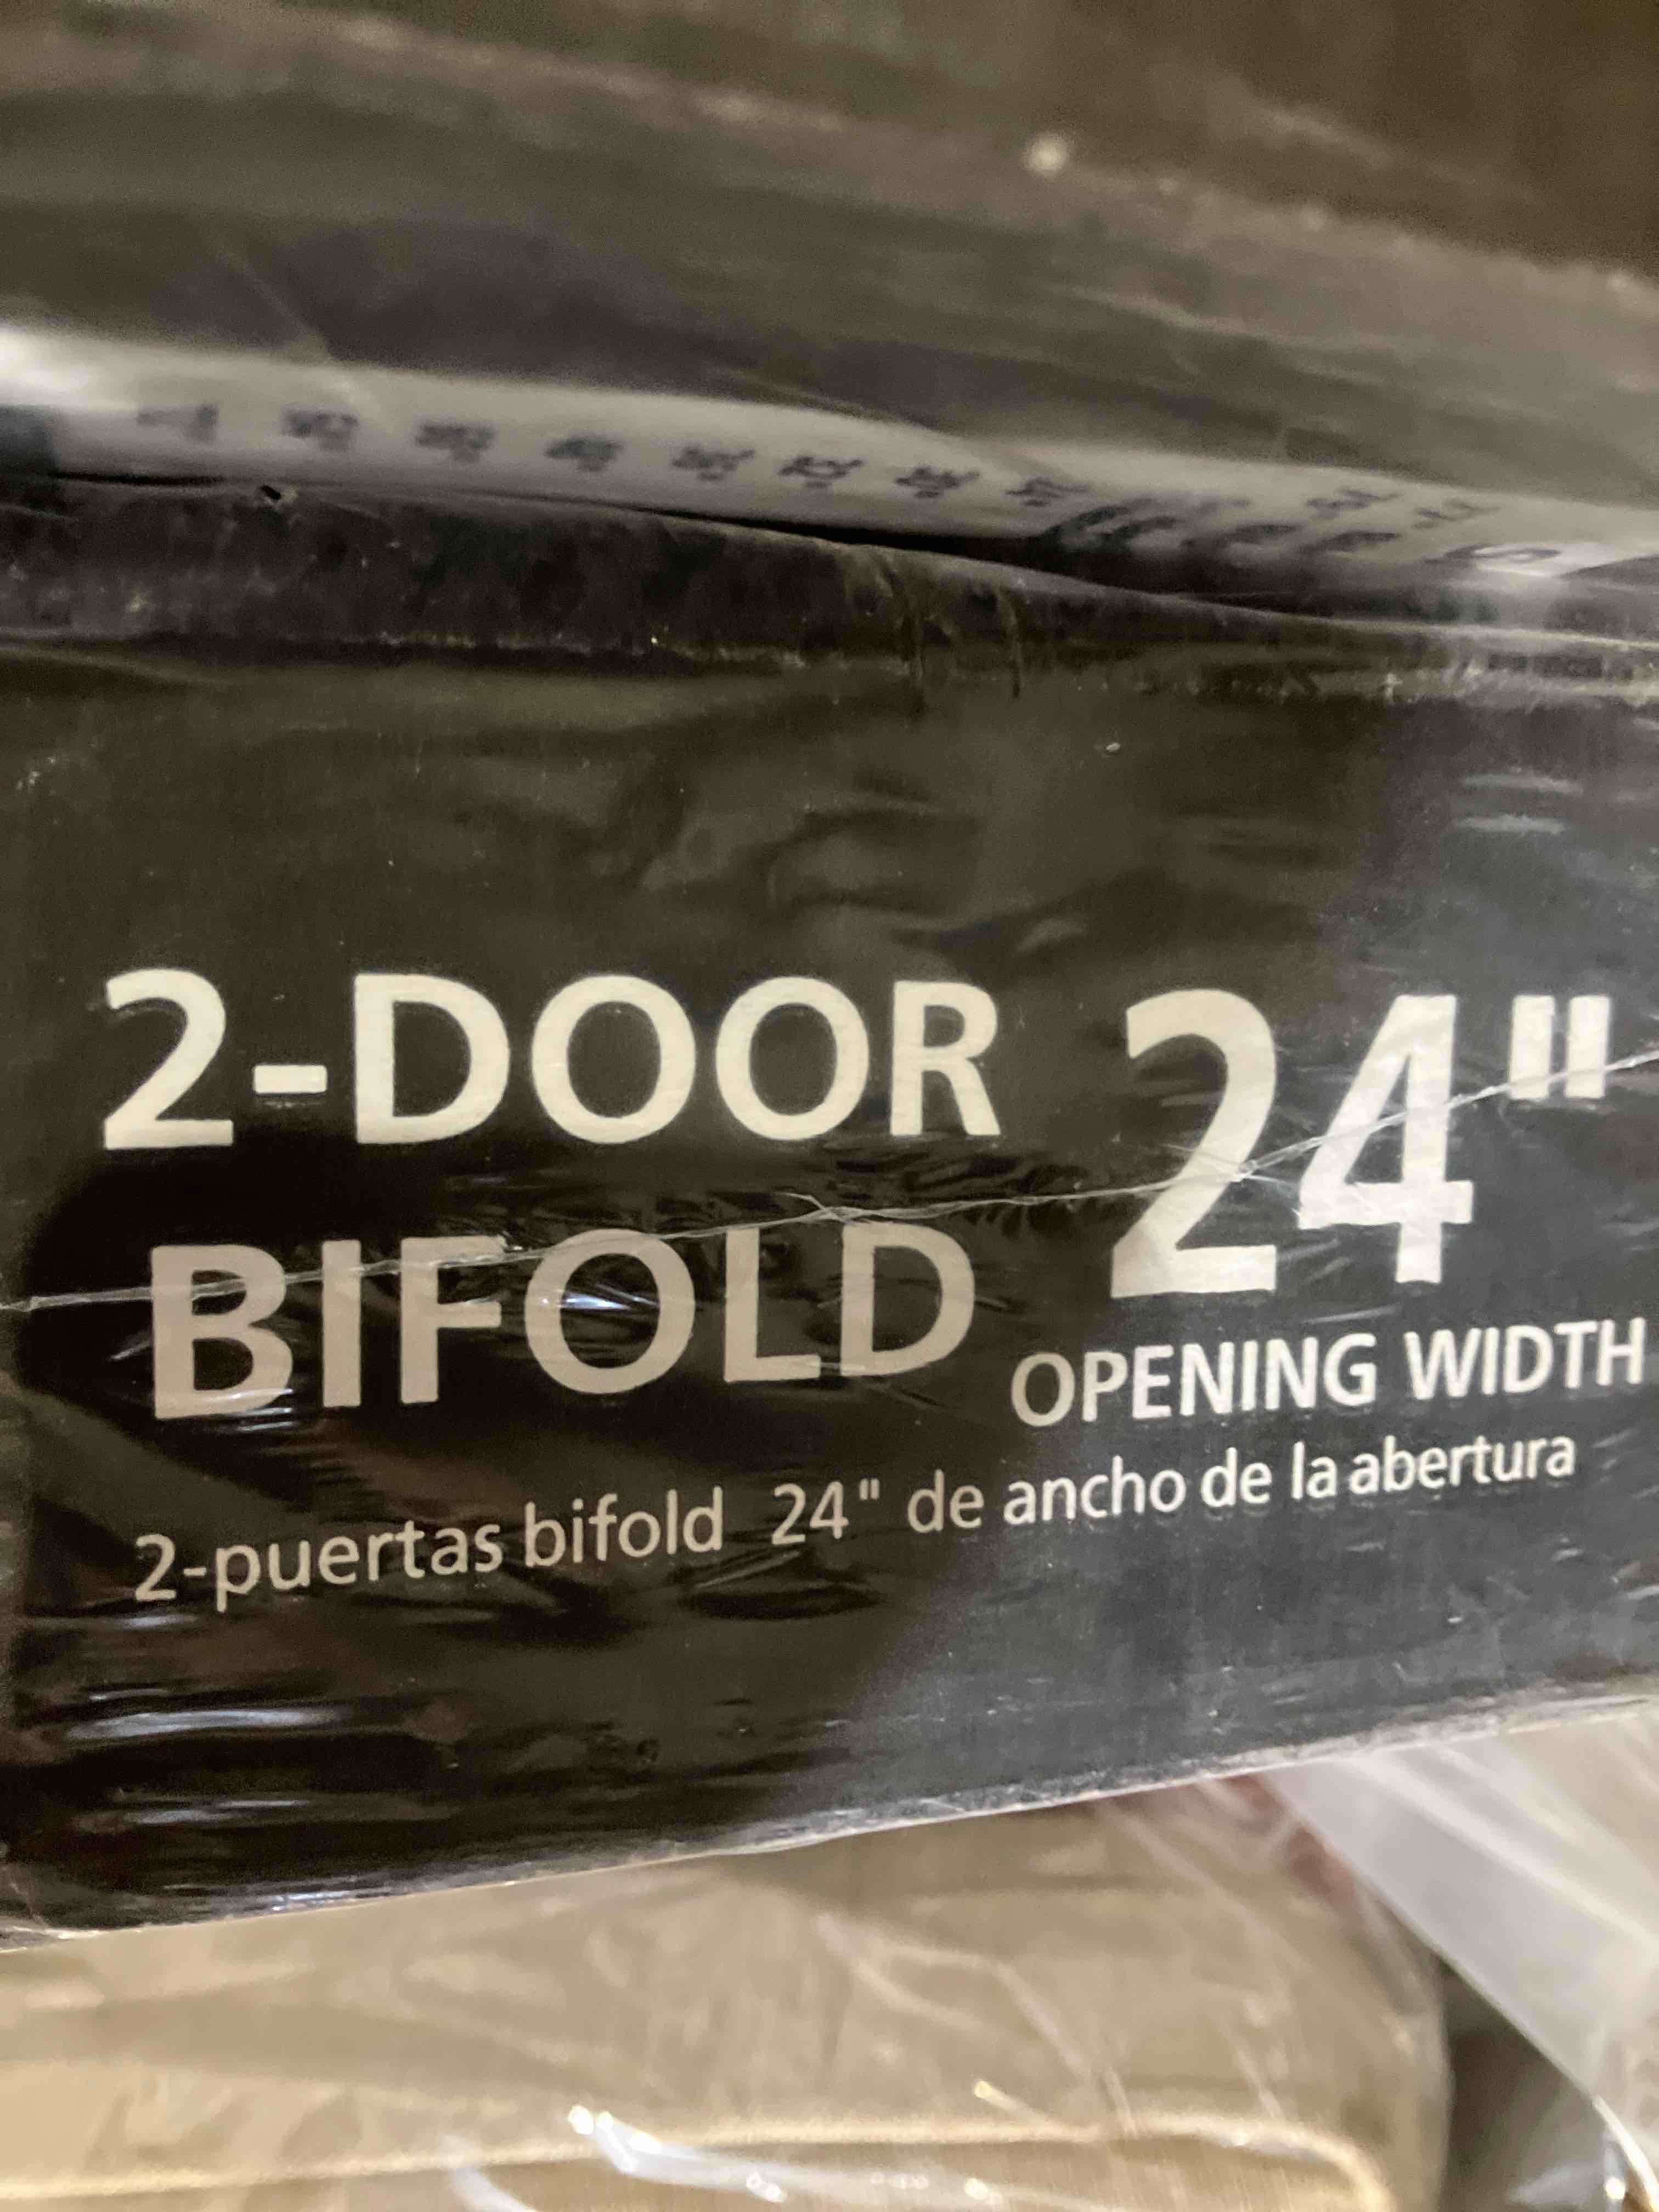 2-DOOR
BIFOLD
24"
OPENING WIDTH
2-puertas bifold 24" de ancho de la abertura